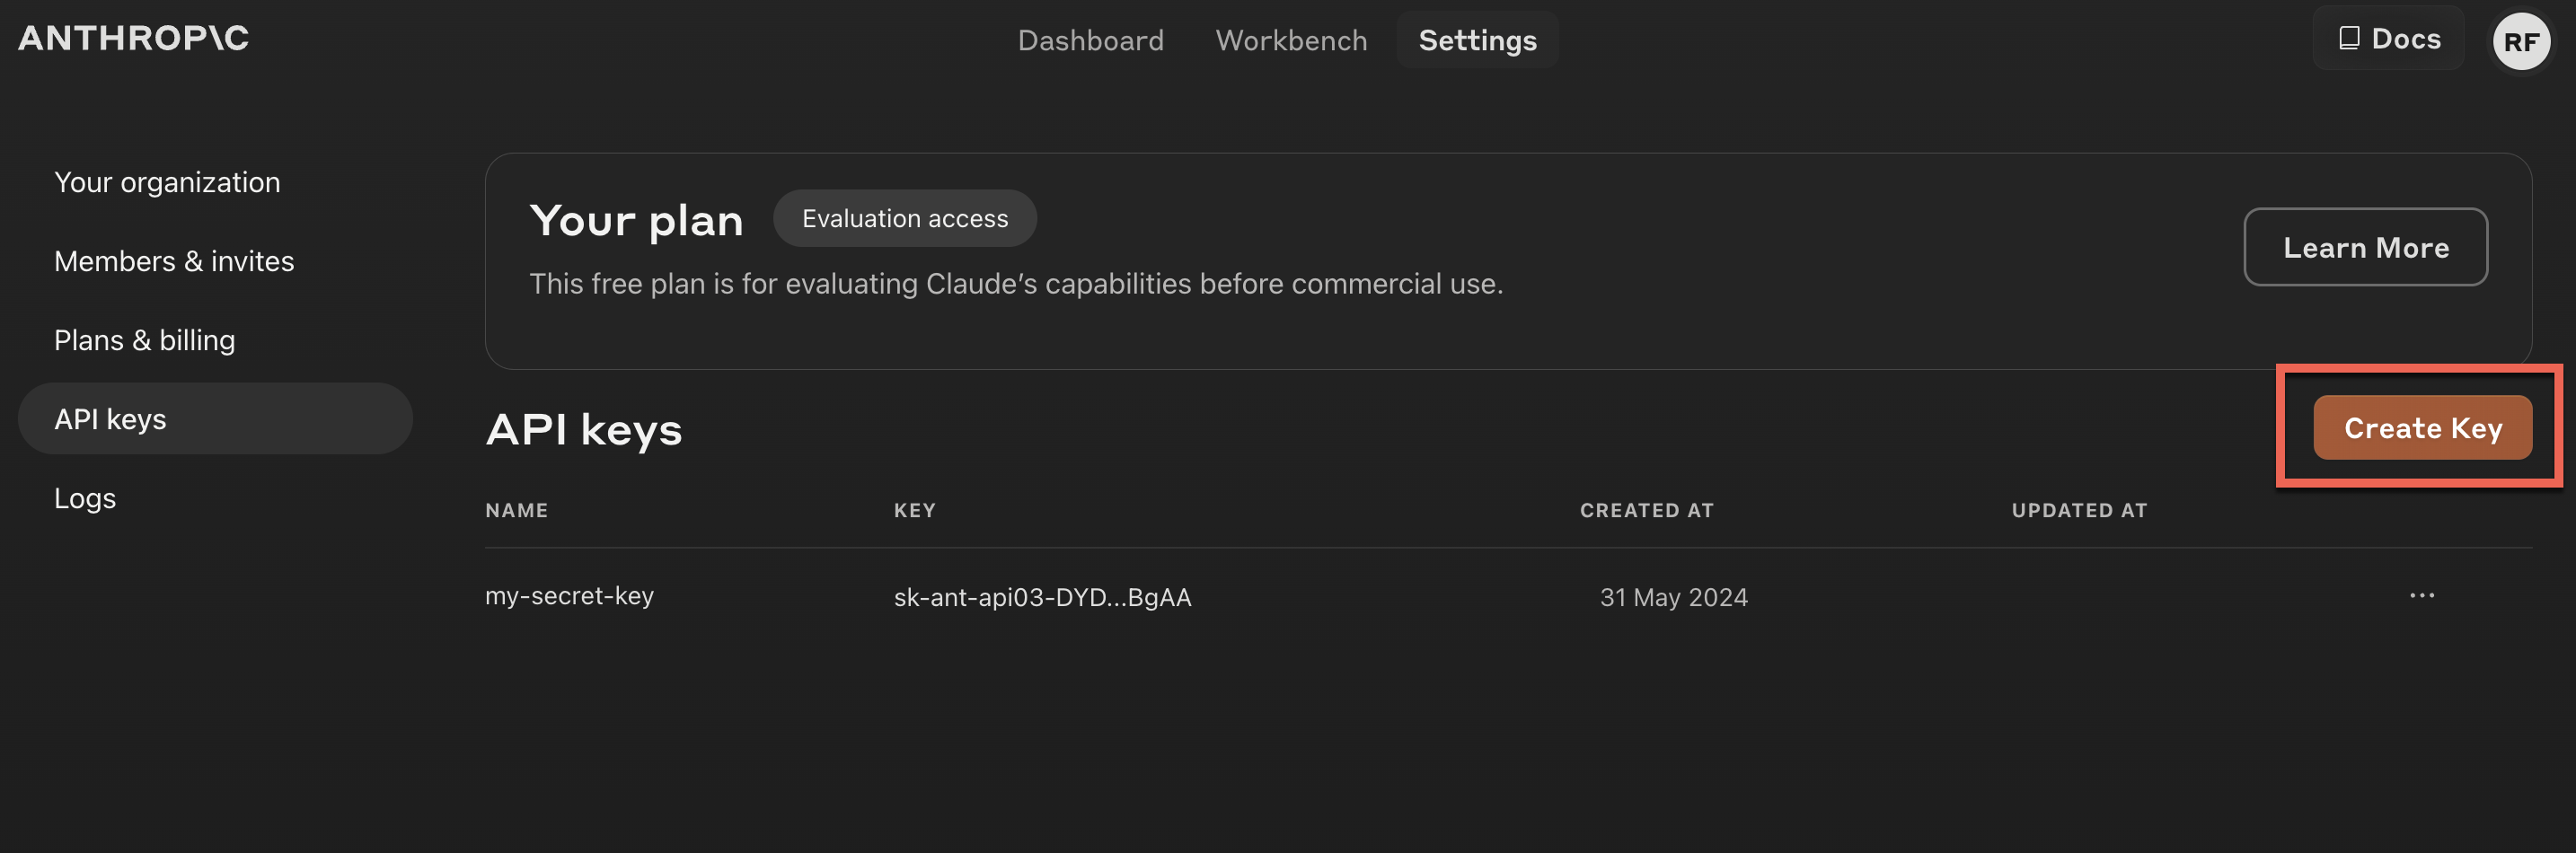 ANTHROP\C
Dashboard Workbench Settings
Docs RF
Your organization
Members & invites
Plans & billing
API keys
Logs
Your plan Evaluation access
This free plan is for evaluating Claude’s capabilities before commercial use.
Learn More
API keys
Create Key
NAME KEY CREATED AT UPDATED AT
my-secret-key sk-ant-api03-DYD...BgAA 31 May 2024 ...